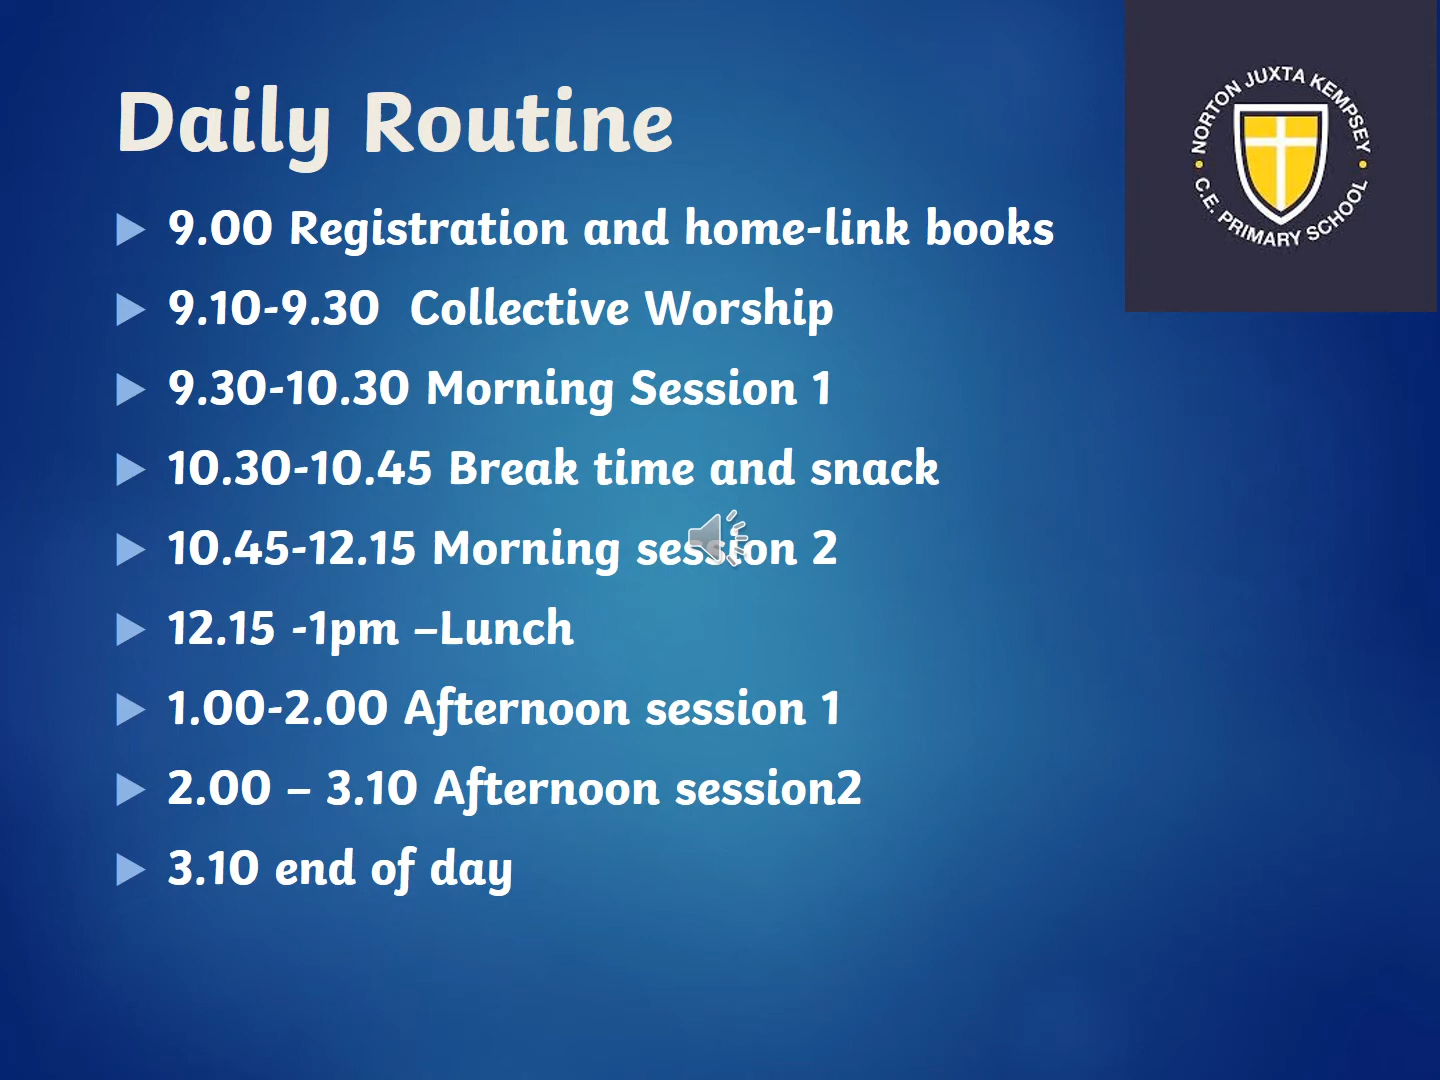 Daily Routine
9.00 Registration and home-link books
9.10-9.30  Collective Worship
9.30-10.30 Morning Session 1
10.30-10.45 Break time and snack
10.45-12.15 Morning session 2
12.15 -1pm –Lunch
1.00-2.00 Afternoon session 1
2.00 – 3.10 Afternoon session2
3.10 end of day
NORTON JUXTA KEMPSEY
C.E. PRIMARY SCHOOL